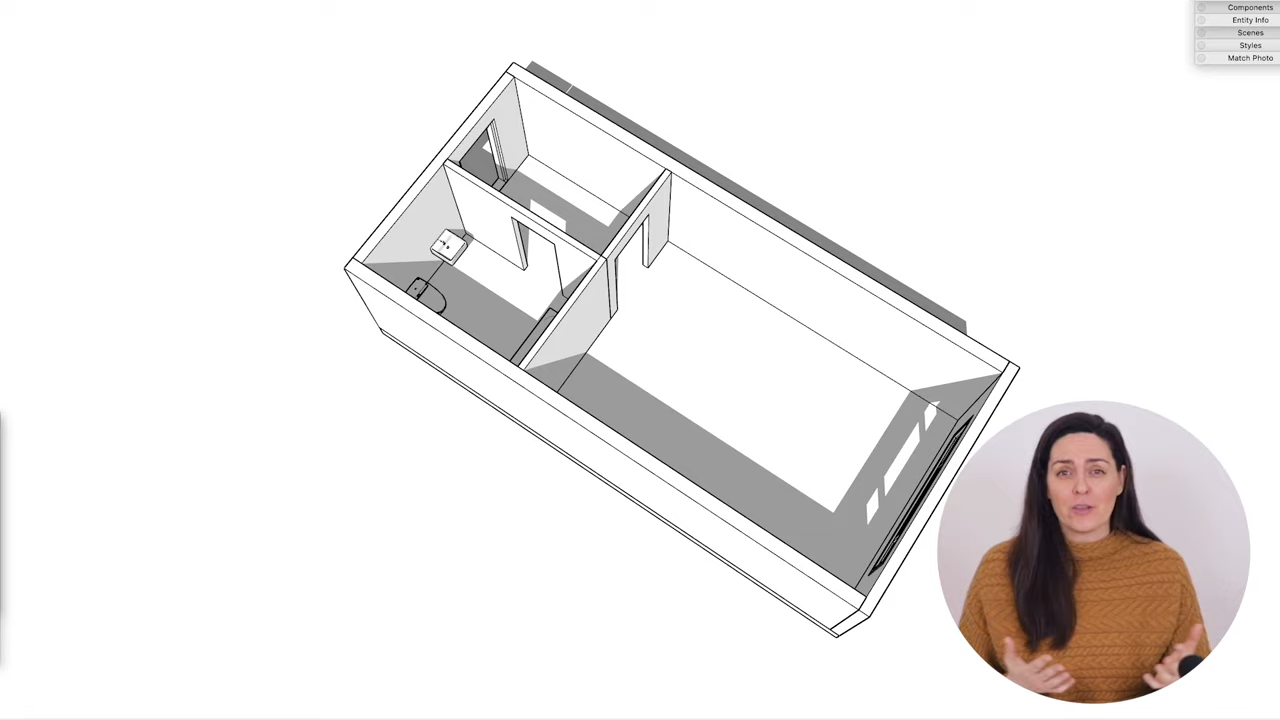 Components
Entity Info
Scenes
Styles
Match Photo